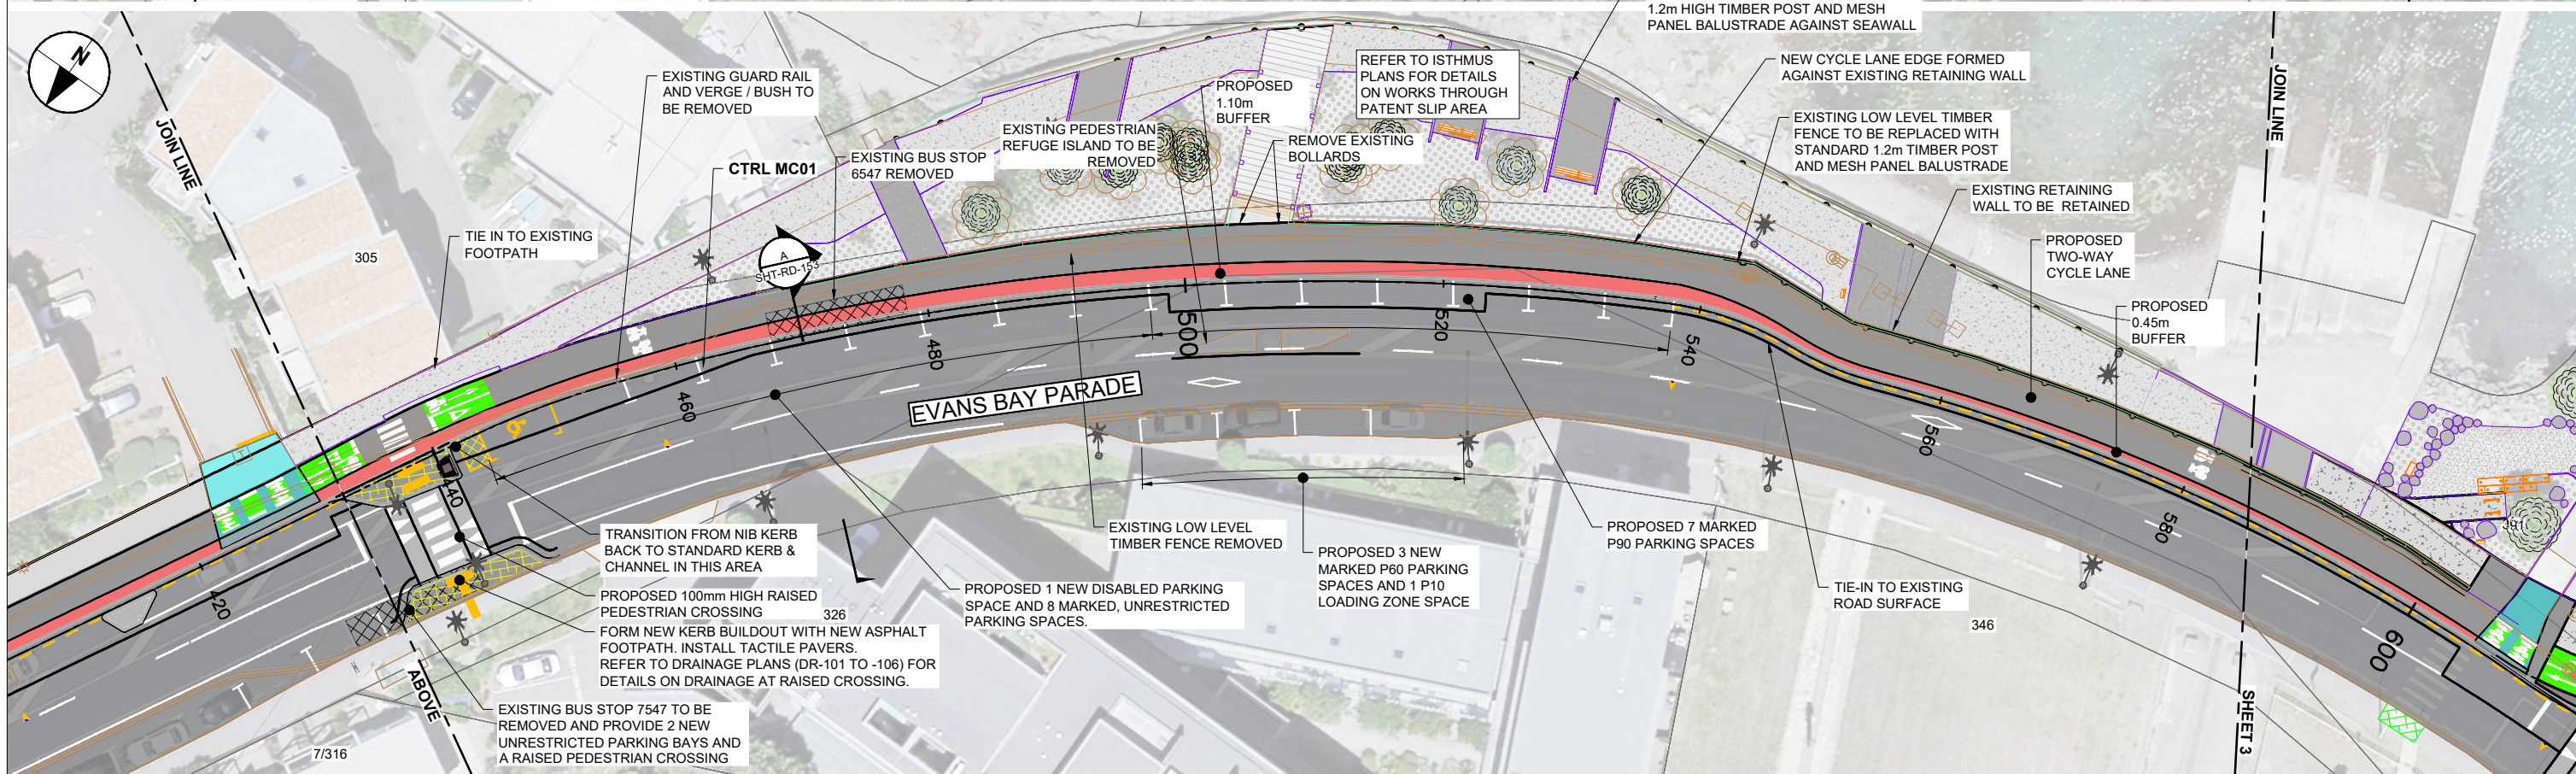 1.2m HIGH TIMBER POST AND MESH
PANEL BALUSTRADE AGAINST SEAWALL
N
JOIN LINE
EXISTING GUARD RAIL
AND VERGE / BUSH TO
BE REMOVED
CTRL MC01
EXISTING BUS STOP
6547 REMOVED
EXISTING PEDESTRIAN
REFUGE ISLAND TO BE
REMOVED
PROPOSED
1.10m
BUFFER
REMOVE EXISTING
BOLLARDS
REFER TO ISTHMUS
PLANS FOR DETAILS
ON WORKS THROUGH
PATENT SLIP AREA
NEW CYCLE LANE EDGE FORMED
AGAINST EXISTING RETAINING WALL
EXISTING LOW LEVEL TIMBER
FENCE TO BE REPLACED WITH
STANDARD 1.2m TIMBER POST
AND MESH PANEL BALUSTRADE
EXISTING RETAINING
WALL TO BE RETAINED
PROPOSED
TWO-WAY
CYCLE LANE
PROPOSED
0.45m
BUFFER
JOIN LINE
TIE IN TO EXISTING
FOOTPATH
305
A
SHT-RD-153
420
440
460
480
500
520
540
560
580
600
EVANS BAY PARADE
391
TRANSITION FROM NIB KERB
BACK TO STANDARD KERB &
CHANNEL IN THIS AREA
PROPOSED 100mm HIGH RAISED
PEDESTRIAN CROSSING
326
FORM NEW KERB BUILDOUT WITH NEW ASPHALT
FOOTPATH. INSTALL TACTILE PAVERS.
REFER TO DRAINAGE PLANS (DR-101 TO -106) FOR
DETAILS ON DRAINAGE AT RAISED CROSSING.
EXISTING BUS STOP 7547 TO BE
REMOVED AND PROVIDE 2 NEW
UNRESTRICTED PARKING BAYS AND
A RAISED PEDESTRIAN CROSSING
PROPOSED 1 NEW DISABLED PARKING
SPACE AND 8 MARKED, UNRESTRICTED
PARKING SPACES.
EXISTING LOW LEVEL
TIMBER FENCE REMOVED
PROPOSED 3 NEW
MARKED P60 PARKING
SPACES AND 1 P10
LOADING ZONE SPACE
PROPOSED 7 MARKED
P90 PARKING SPACES
TIE-IN TO EXISTING
ROAD SURFACE
346
7/316
ABOVE
SHEET 3